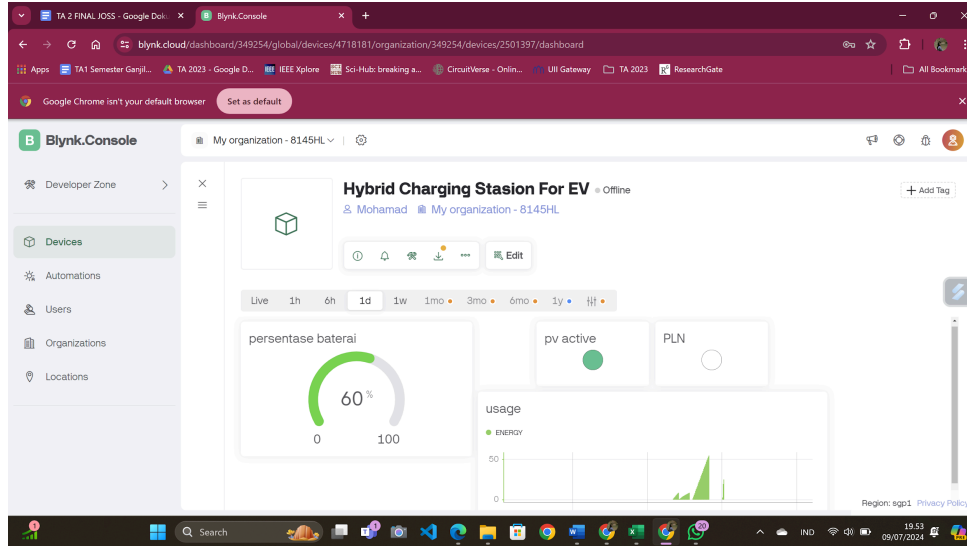 TA 2 FINAL JOSS - Google Doku
Blynk.Console
blynk.cloud/dashboard/349254/global/devices/4718181/organization/349254/devices/2501397/dashboard
Apps TA1 Semester Ganjil... TA 2023 - Google D... IEEE Xplore Sci-Hub: breaking a... CircuitVerse - Onlin... UII Gateway TA 2023 ResearchGate All Bookmark
Google Chrome isn't your default browser Set as default
B Blynk.Console
My organization - 8145HL
Developer Zone
Devices
Automations
Users
Organizations
Locations
Hybrid Charging Stasion For EV Offline
Mohamad My organization - 8145HL
Add Tag
Edit
Live 1h 6h 1d 1w 1mo 3mo 6mo 1y
persentase baterai
60 %
0 100
pv active
PLN
usage
ENERGY
50
0
Region: sgp1 Privacy Policy
1
Search
1
20
IND
19.53
09/07/2024